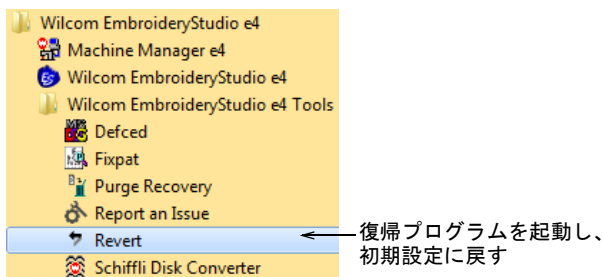 Wilcom EmbroideryStudio e4
Machine Manager e4
Wilcom EmbroideryStudio e4
Wilcom EmbroideryStudio e4 Tools
Defced
Fixpat
Purge Recovery
Report an Issue
Revert
復帰プログラムを起動し、
初期設定に戻す
Schiffli Disk Converter